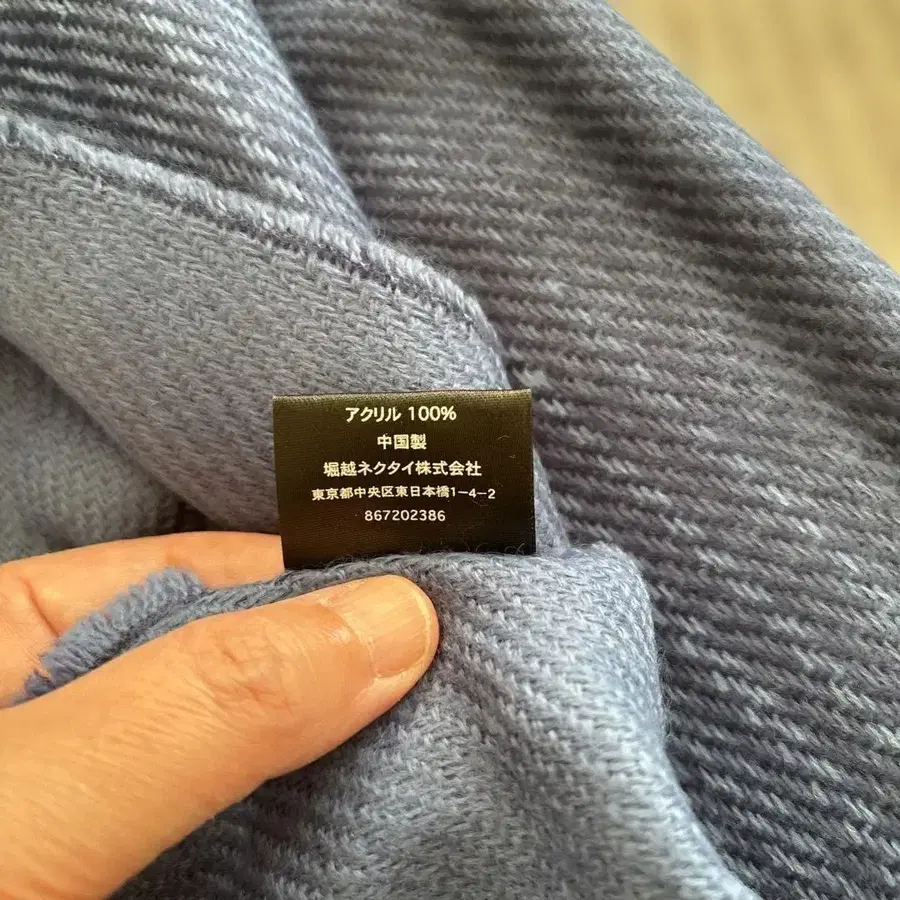 アクリル 100%
中国製
堀越ネクタイ株式会社
東京都中央区東日本橋1-4-2
867202386